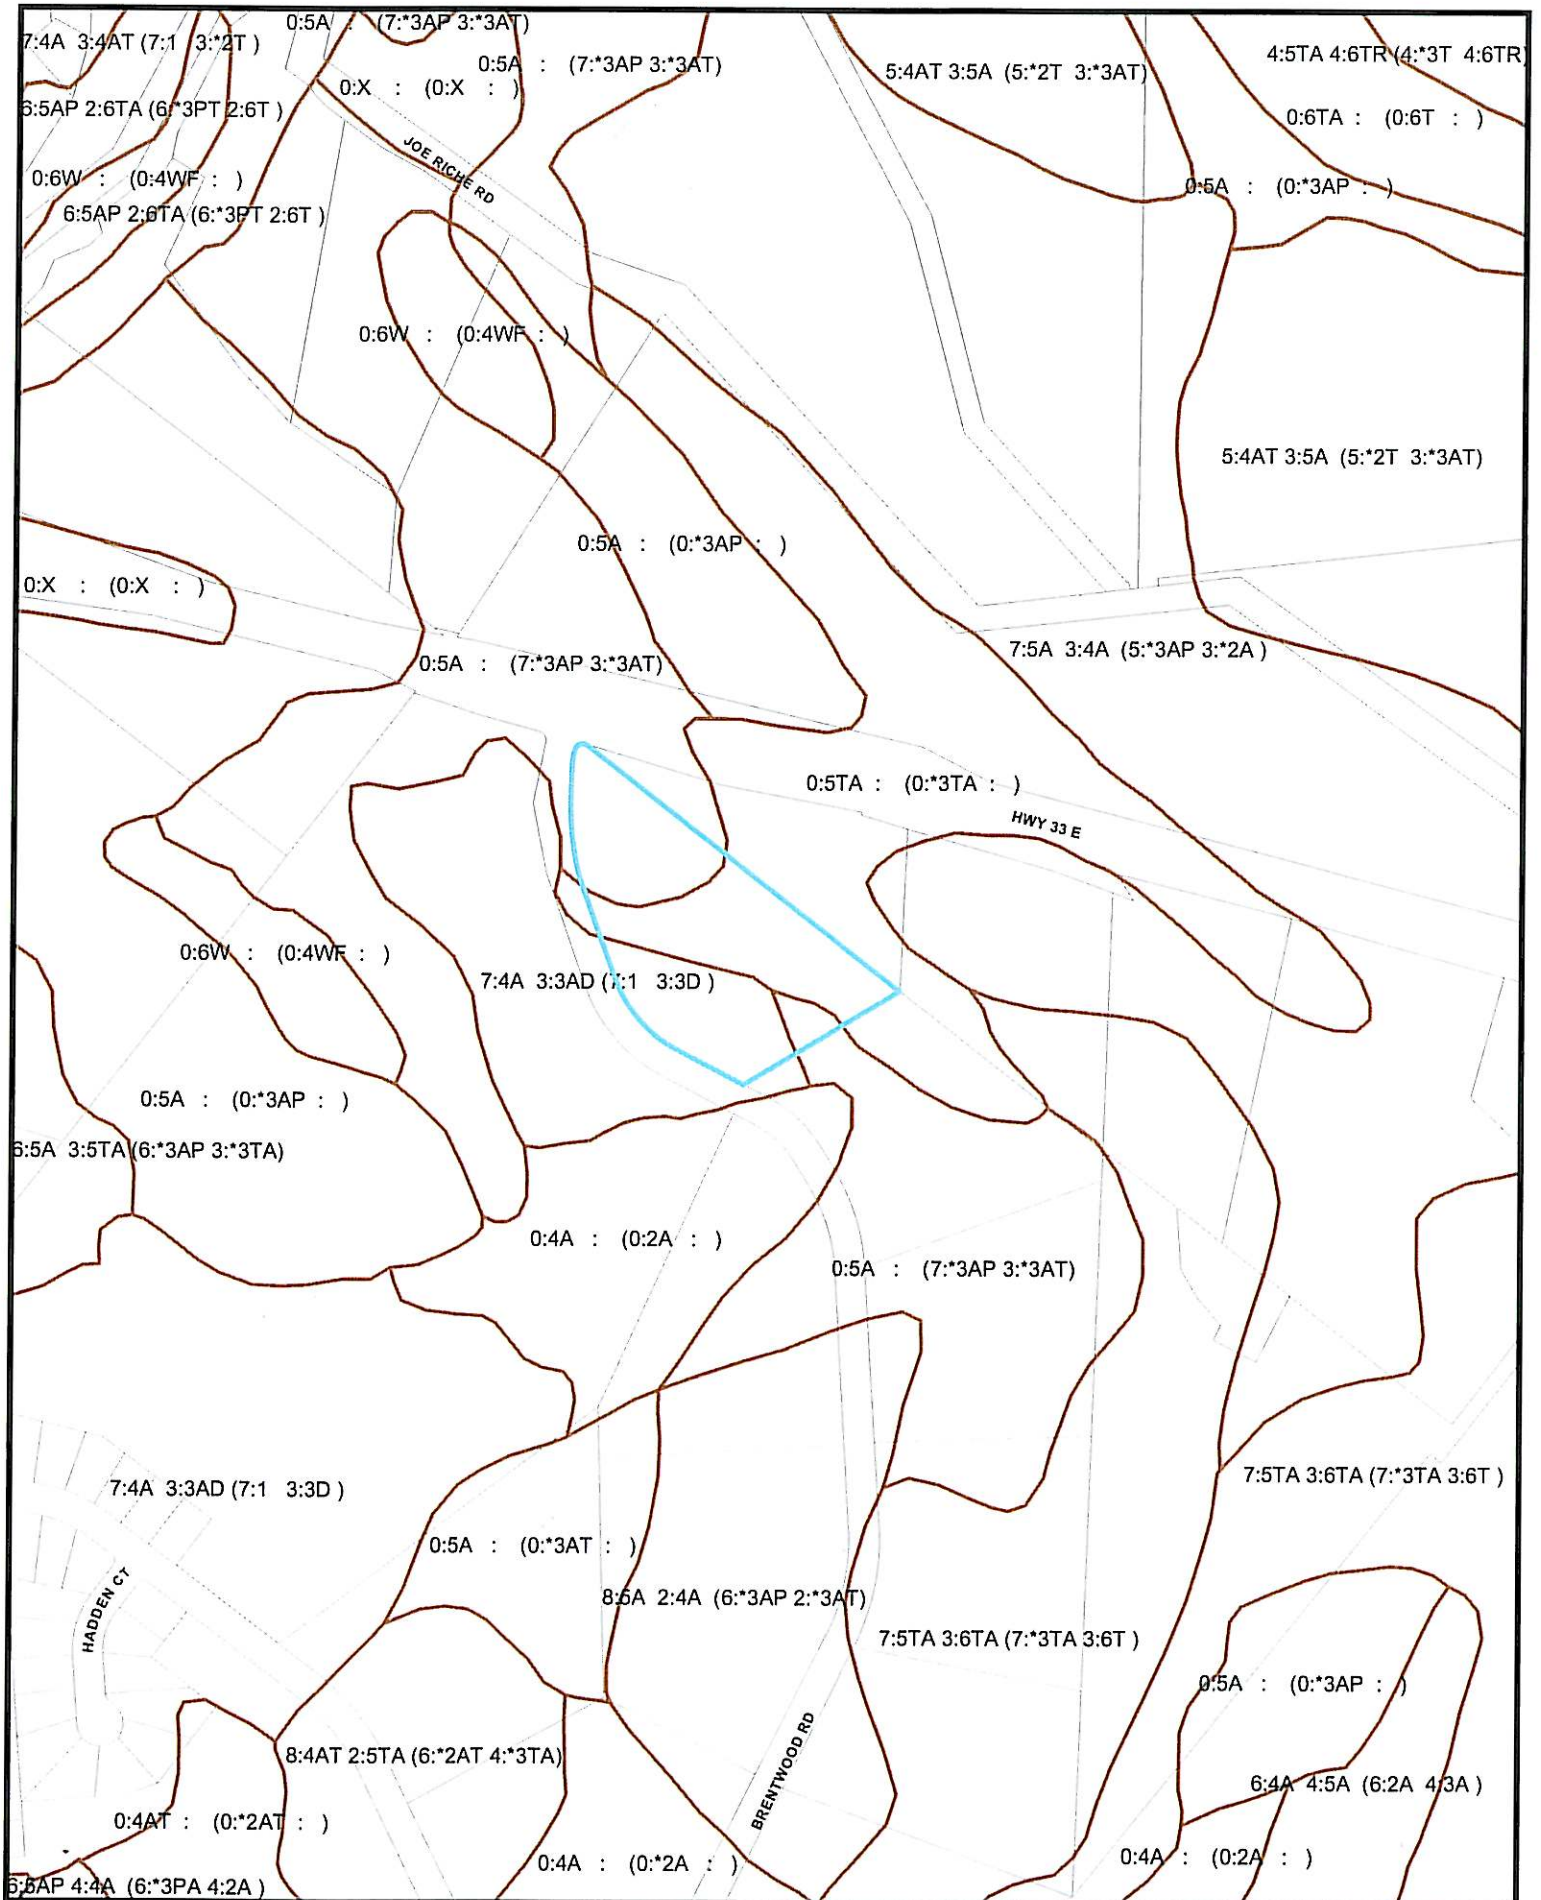 0:5A : (7:*3AP 3:*3AT)
7:4A 3:4AT (7:1 3:*2T )
0:5A : (7:*3AP 3:*3AT)
5:4AT 3:5A (5:*2T 3:*3AT)
4:5TA 4:6TR (4:*3T 4:6TR)
0:X : (0:X : )
6:5AP 2:6TA (6:*3PT 2:6T )
0:6TA : (0:6T : )
JOE RICHE RD
0:6W : (0:4WF : )
0:5A : (0:*3AP : )
6:5AP 2:6TA (6:*3PT 2:6T )
0:6W : (0:4WF : )
5:4AT 3:5A (5:*2T 3:*3AT)
0:5A : (0:*3AP : )
0:X : (0:X : )
7:5A 3:4A (5:*3AP 3:*2A )
0:5A : (7:*3AP 3:*3AT)
0:5TA : (0:*3TA : )
HWY 33 E
0:6W : (0:4WF : )
7:4A 3:3AD (7:1 3:3D )
0:5A : (0:*3AP : )
6:5A 3:5TA (6:*3AP 3:*3TA)
0:4A : (0:2A : )
0:5A : (7:*3AP 3:*3AT)
7:5TA 3:6TA (7:*3TA 3:6T )
7:4A 3:3AD (7:1 3:3D )
0:5A : (0:*3AT : )
HADDEN CT
8:5A 2:4A (6:*3AP 2:*3AT)
7:5TA 3:6TA (7:*3TA 3:6T )
0:5A : (0:*3AP : )
BRENTWOOD RD
8:4AT 2:5TA (6:*2AT 4:*3TA)
6:4A 4:5A (6:2A 4:3A )
0:4AT : (0:*2AT : )
0:4A : (0:*2A : )
0:4A : (0:2A : )
6:5AP 4:4A (6:*3PA 4:2A )